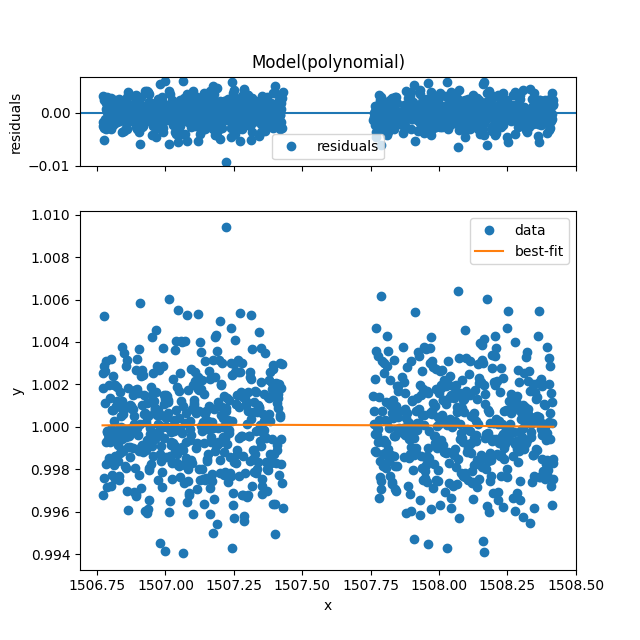 Model(polynomial)
residuals
0.00
−0.01
residuals
1.010
1.008
1.006
1.004
1.002
1.000
0.998
0.996
0.994
y
data
best-fit
1506.75 1507.00 1507.25 1507.50 1507.75 1508.00 1508.25 1508.50
x